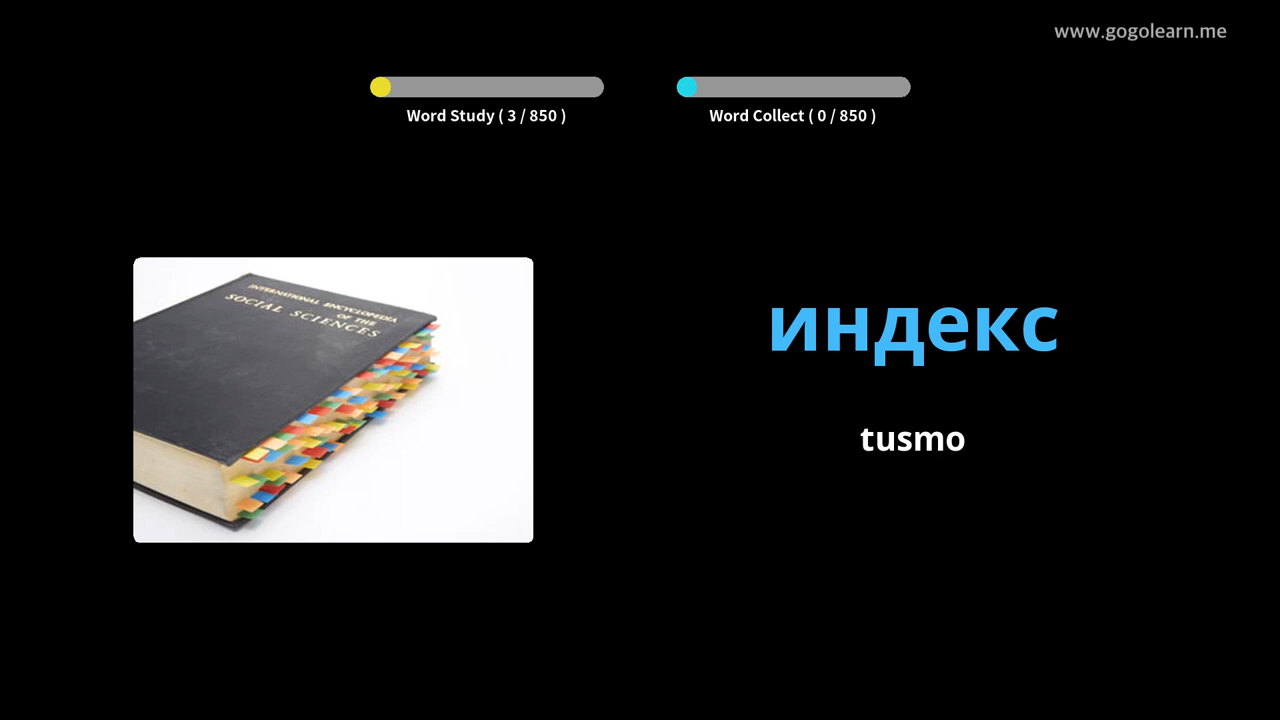 www.gogolearn.me
Word Study ( 3 / 850 )
Word Collect ( 0 / 850 )
INTERNATIONAL ENCYCLOPEDIA
OF THE
SOCIAL SCIENCES
индекс
tusmo